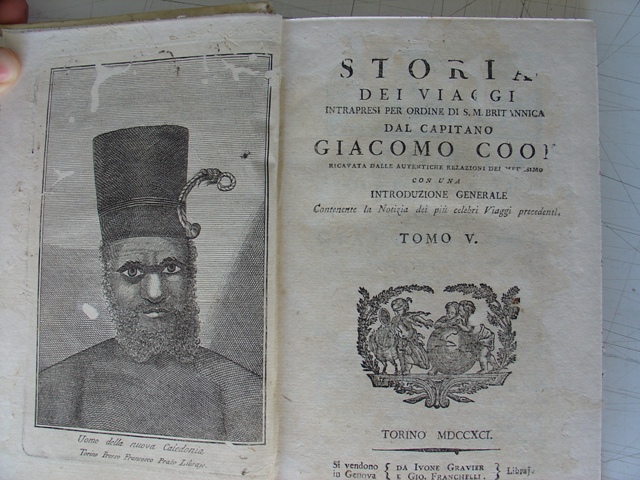 Uomo della nuova Caledonia
Torino Presso Francesco Prato Librajo.
STORIA
DEI VIAGGI
INTRAPRESI PER ORDINE DI S. M. BRITANNICA
DAL CAPITANO
GIACOMO COOK
RICAVATA DALLE AUTENTICHE RELAZIONI DEL MEDESIMO
CON UNA
INTRODUZIONE GENERALE
Contenente la Notizia dei più celebri Viaggi precedenti.
TOMO V.
TORINO MDCCXCI.
Si vendono { DA IVONE GRAVIER } Libraj.
in Genova { E GIO. FRANCHELLI. }